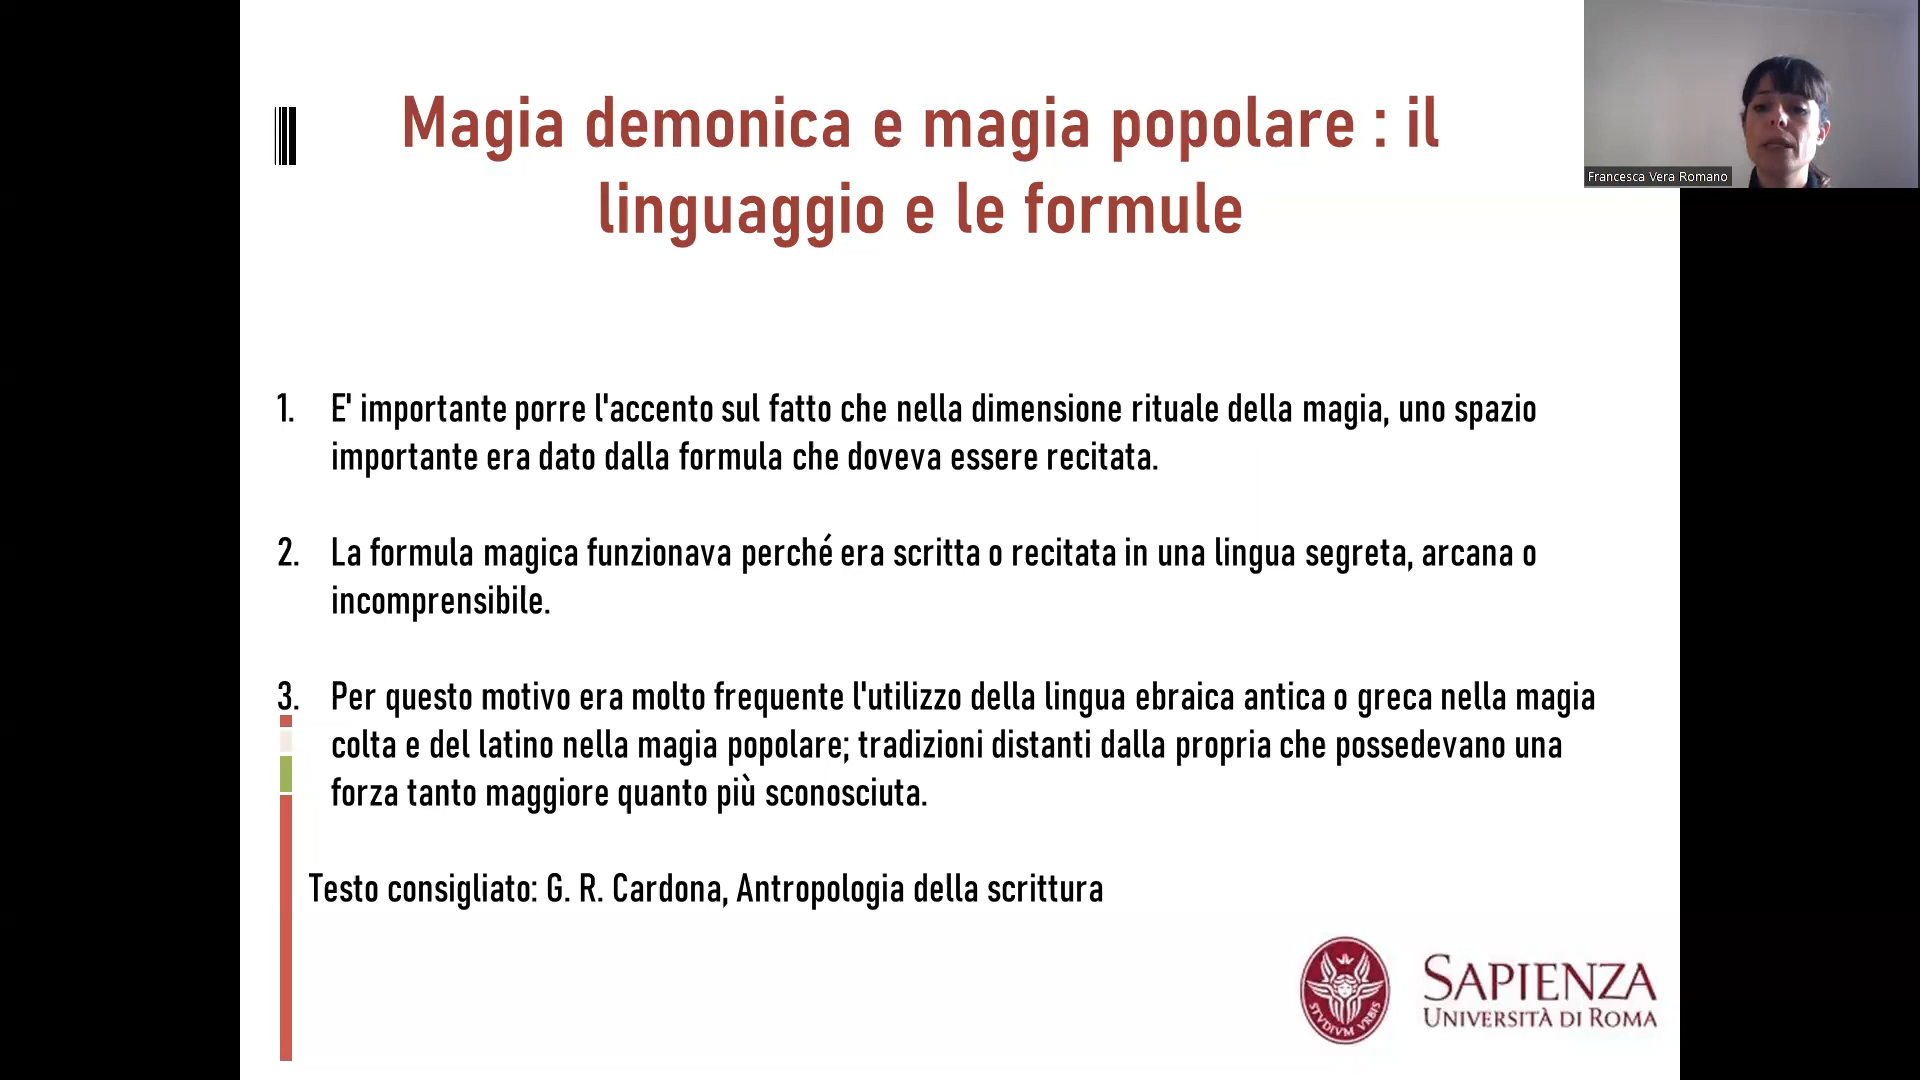 Magia demonica e magia popolare : il
linguaggio e le formule
Francesca Vera Romano
1. E' importante porre l'accento sul fatto che nella dimensione rituale della magia, uno spazio
importante era dato dalla formula che doveva essere recitata.
2. La formula magica funzionava perché era scritta o recitata in una lingua segreta, arcana o
incomprensibile.
3. Per questo motivo era molto frequente l'utilizzo della lingua ebraica antica o greca nella magia
colta e del latino nella magia popolare; tradizioni distanti dalla propria che possedevano una
forza tanto maggiore quanto più sconosciuta.
Testo consigliato: G. R. Cardona, Antropologia della scrittura
STVDIVM VRBIS
SAPIENZA
UNIVERSITÀ DI ROMA